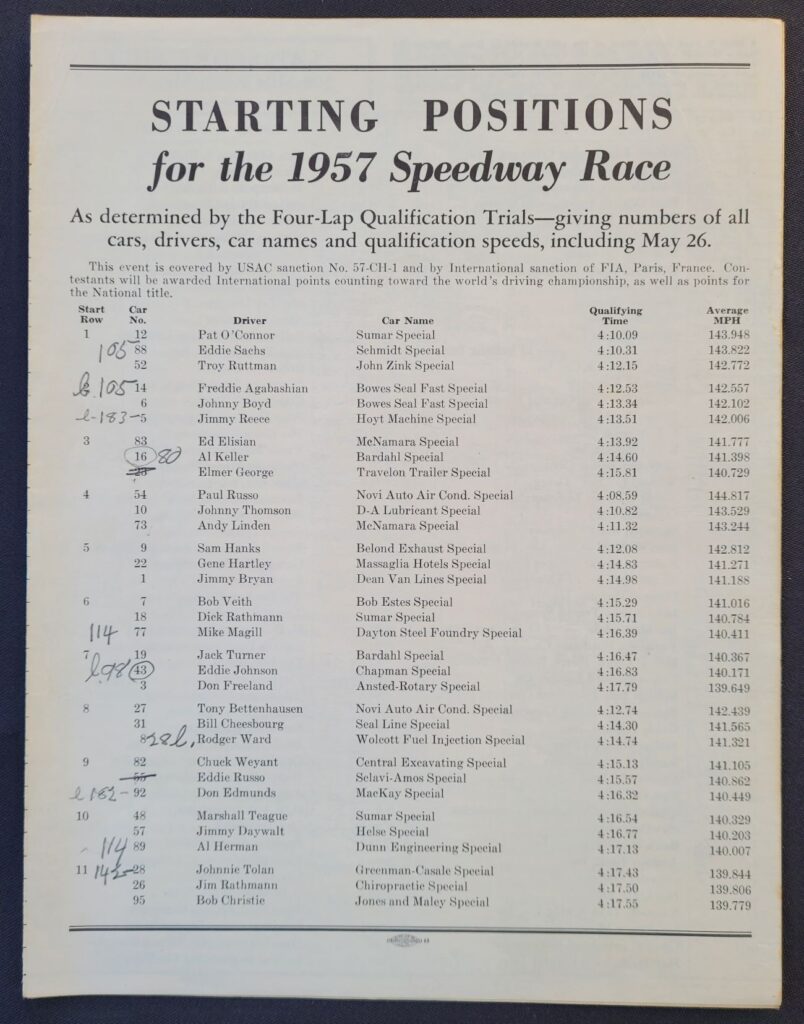 STARTING POSITIONS
for the 1957 Speedway Race
As determined by the Four-Lap Qualification Trials—giving numbers of all
cars, drivers, car names and qualification speeds, including May 26.
This event is covered by USAC sanction No. 57-CH-1 and by International sanction of FIA, Paris, France. Con-
testants will be awarded International points counting toward the world's driving championship, as well as points for
the National title.
Start Row Car No. Driver Car Name Qualifying Time Average MPH
1 12 Pat O'Connor Sumar Special 4:10.09 143.948
105 88 Eddie Sachs Schmidt Special 4:10.31 143.822
52 Troy Ruttman John Zink Special 4:12.15 142.772
105 14 Freddie Agabashian Bowes Seal Fast Special 4:12.53 142.557
6 Johnny Boyd Bowes Seal Fast Special 4:13.34 142.102
l-183-5 Jimmy Reece Hoyt Machine Special 4:13.51 142.006
3 83 Ed Elisian McNamara Special 4:13.92 141.777
16 80 Al Keller Bardahl Special 4:14.60 141.398
23 Elmer George Travelon Trailer Special 4:15.81 140.729
4 54 Paul Russo Novi Auto Air Cond. Special 4:08.59 144.817
10 Johnny Thomson D-A Lubricant Special 4:10.82 143.529
73 Andy Linden McNamara Special 4:11.32 143.244
5 9 Sam Hanks Belond Exhaust Special 4:12.08 142.812
22 Gene Hartley Massaglia Hotels Special 4:14.83 141.271
1 Jimmy Bryan Dean Van Lines Special 4:14.98 141.188
6 7 Bob Veith Bob Estes Special 4:15.29 141.016
18 Dick Rathmann Sumar Special 4:15.71 140.784
114 77 Mike Magill Dayton Steel Foundry Special 4:16.39 140.411
7 19 Jack Turner Bardahl Special 4:16.47 140.367
l98 43 Eddie Johnson Chapman Special 4:16.83 140.171
3 Don Freeland Ansted-Rotary Special 4:17.79 139.649
8 27 Tony Bettenhausen Novi Auto Air Cond. Special 4:12.74 142.439
31 Bill Cheesbourg Seal Line Special 4:14.30 141.565
8 28l. Rodger Ward Wolcott Fuel Injection Special 4:14.74 141.321
9 82 Chuck Weyant Central Excavating Special 4:15.13 141.105
55 Eddie Russo Sclavi-Amos Special 4:15.57 140.862
l 182- 92 Don Edmunds MacKay Special 4:16.32 140.449
10 48 Marshall Teague Sumar Special 4:16.54 140.329
57 Jimmy Daywalt Helse Special 4:16.77 140.203
114 89 Al Herman Dunn Engineering Special 4:17.13 140.007
11 142-28 Johnnie Tolan Greenman-Casale Special 4:17.43 139.844
26 Jim Rathmann Chiropractic Special 4:17.50 139.806
95 Bob Christie Jones and Maley Special 4:17.55 139.779